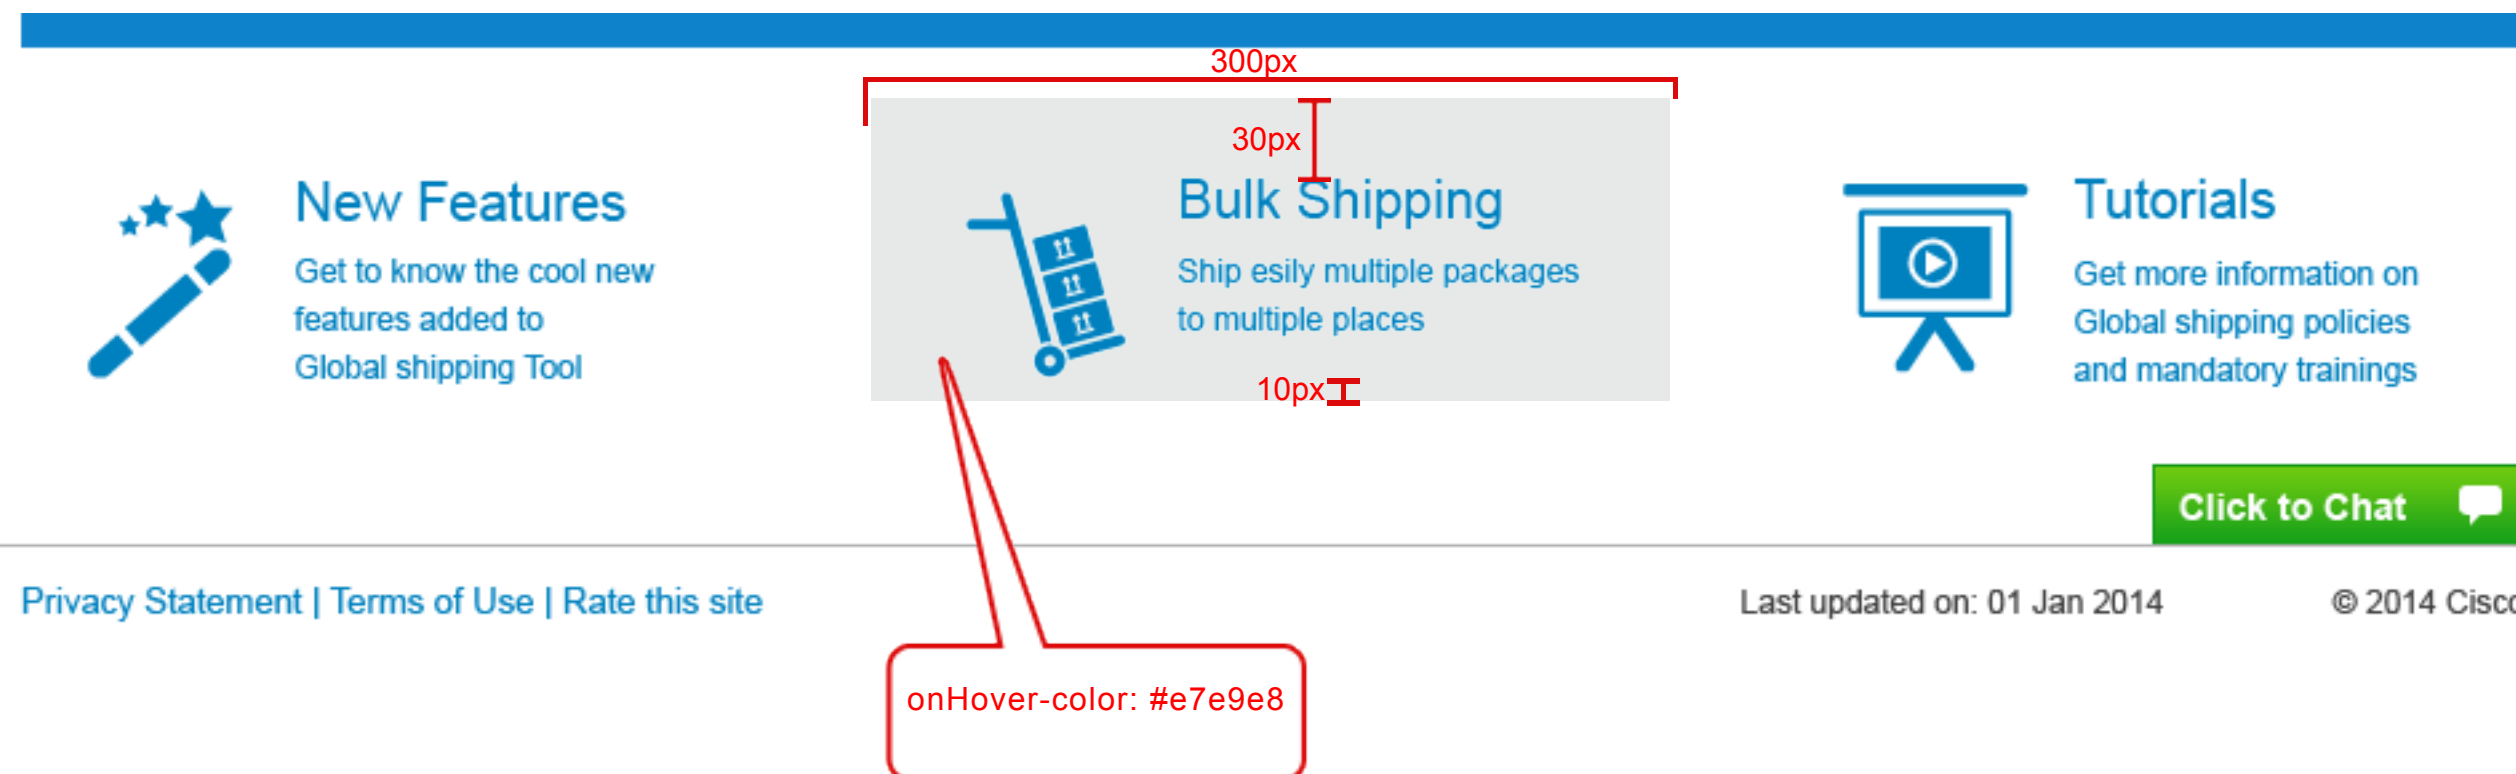 300px
30px
New Features
Get to know the cool new
features added to
Global shipping Tool
Bulk Shipping
Ship esily multiple packages
to multiple places
10px
Tutorials
Get more information on
Global shipping policies
and mandatory trainings
Click to Chat
Privacy Statement | Terms of Use | Rate this site
Last updated on: 01 Jan 2014
© 2014 Cisco
onHover-color: #e7e9e8